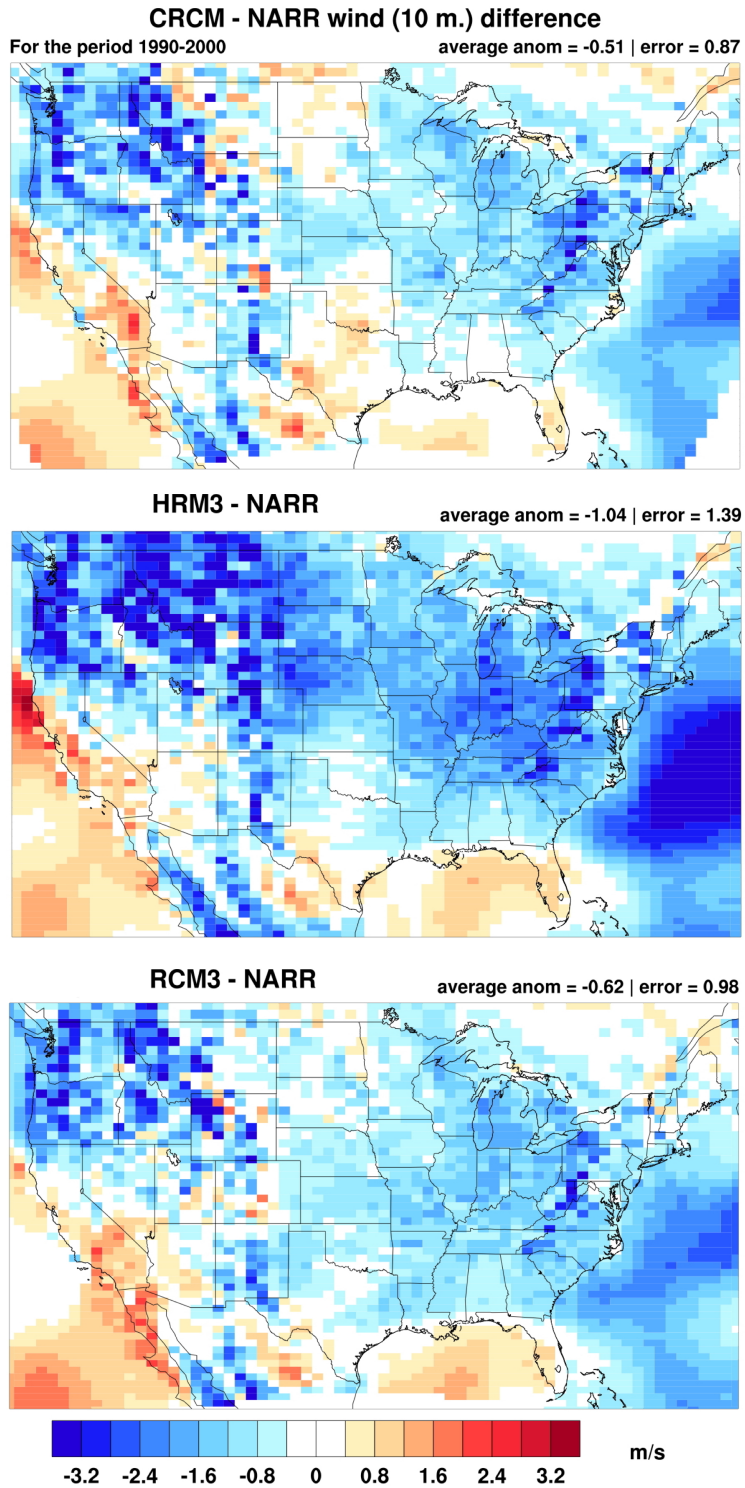 CRCM - NARR wind (10 m.) difference
For the period 1990-2000 average anom = -0.51 | error = 0.87
HRM3 - NARR average anom = -1.04 | error = 1.39
RCM3 - NARR average anom = -0.62 | error = 0.98
-3.2 -2.4 -1.6 -0.8 0 0.8 1.6 2.4 3.2 m/s